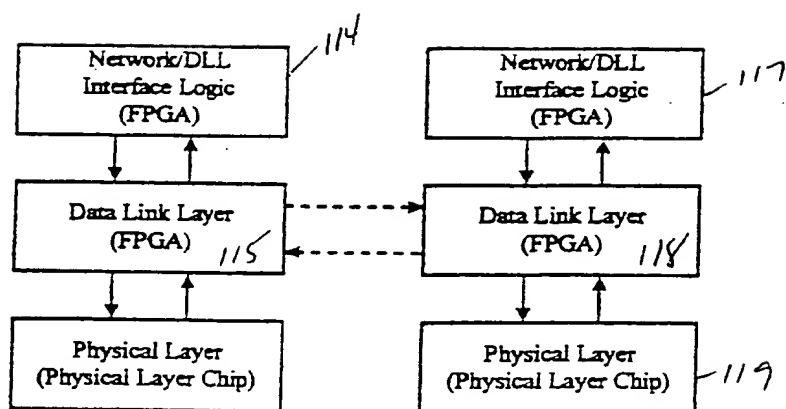 Network/DLL
Interface Logic
(FPGA)
114
Network/DLL
Interface Logic
(FPGA)
117
Data Link Layer
(FPGA)
115
Data Link Layer
(FPGA)
118
Physical Layer
(Physical Layer Chip)
Physical Layer
(Physical Layer Chip)
119